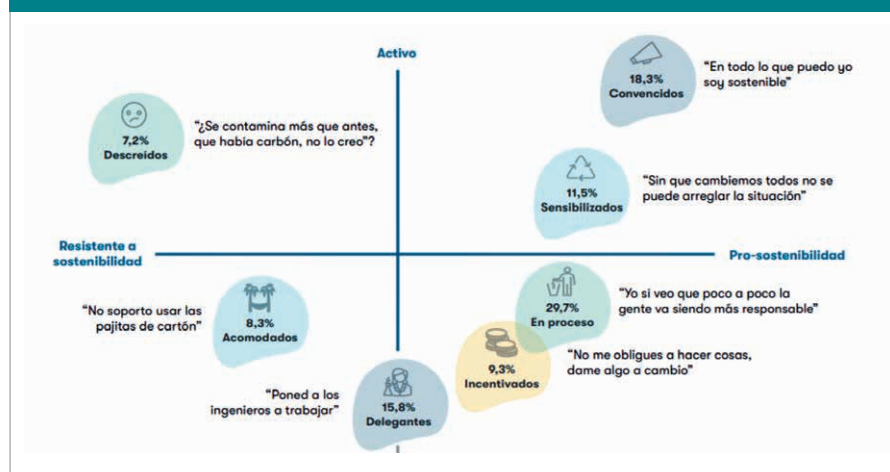 Activo
18,3%
Convencidos
“En todo lo que puedo yo
soy sostenible”
7,2%
Descreídos
“¿Se contamina más que antes,
que había carbón, no lo creo”?
11,5%
Sensibilizados
“Sin que cambiemos todos no se
puede arreglar la situación”
Resistente a
sostenibilidad
Pro-sostenibilidad
“No soporto usar las
pajitas de cartón”
8,3%
Acomodados
29,7%
En proceso
“Yo si veo que poco a poco la
gente va siendo más responsable”
9,3%
Incentivados
“No me obligues a hacer cosas,
dame algo a cambio”
“Poned a los
ingenieros a trabajar”
15,8%
Delegantes